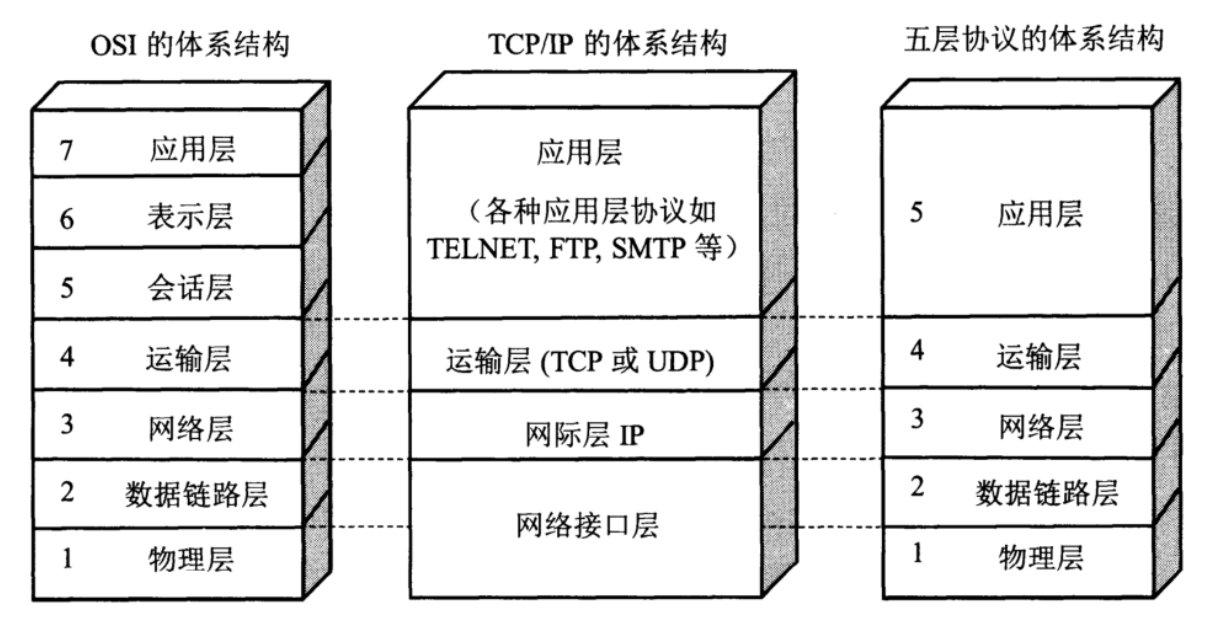 OSI 的体系结构
TCP/IP 的体系结构
五层协议的体系结构
7 应用层
6 表示层
5 会话层
4 运输层
3 网络层
2 数据链路层
1 物理层
应用层
（各种应用层协议如
TELNET, FTP, SMTP 等）
运输层 (TCP 或 UDP)
网际层 IP
网络接口层
5 应用层
4 运输层
3 网络层
2 数据链路层
1 物理层